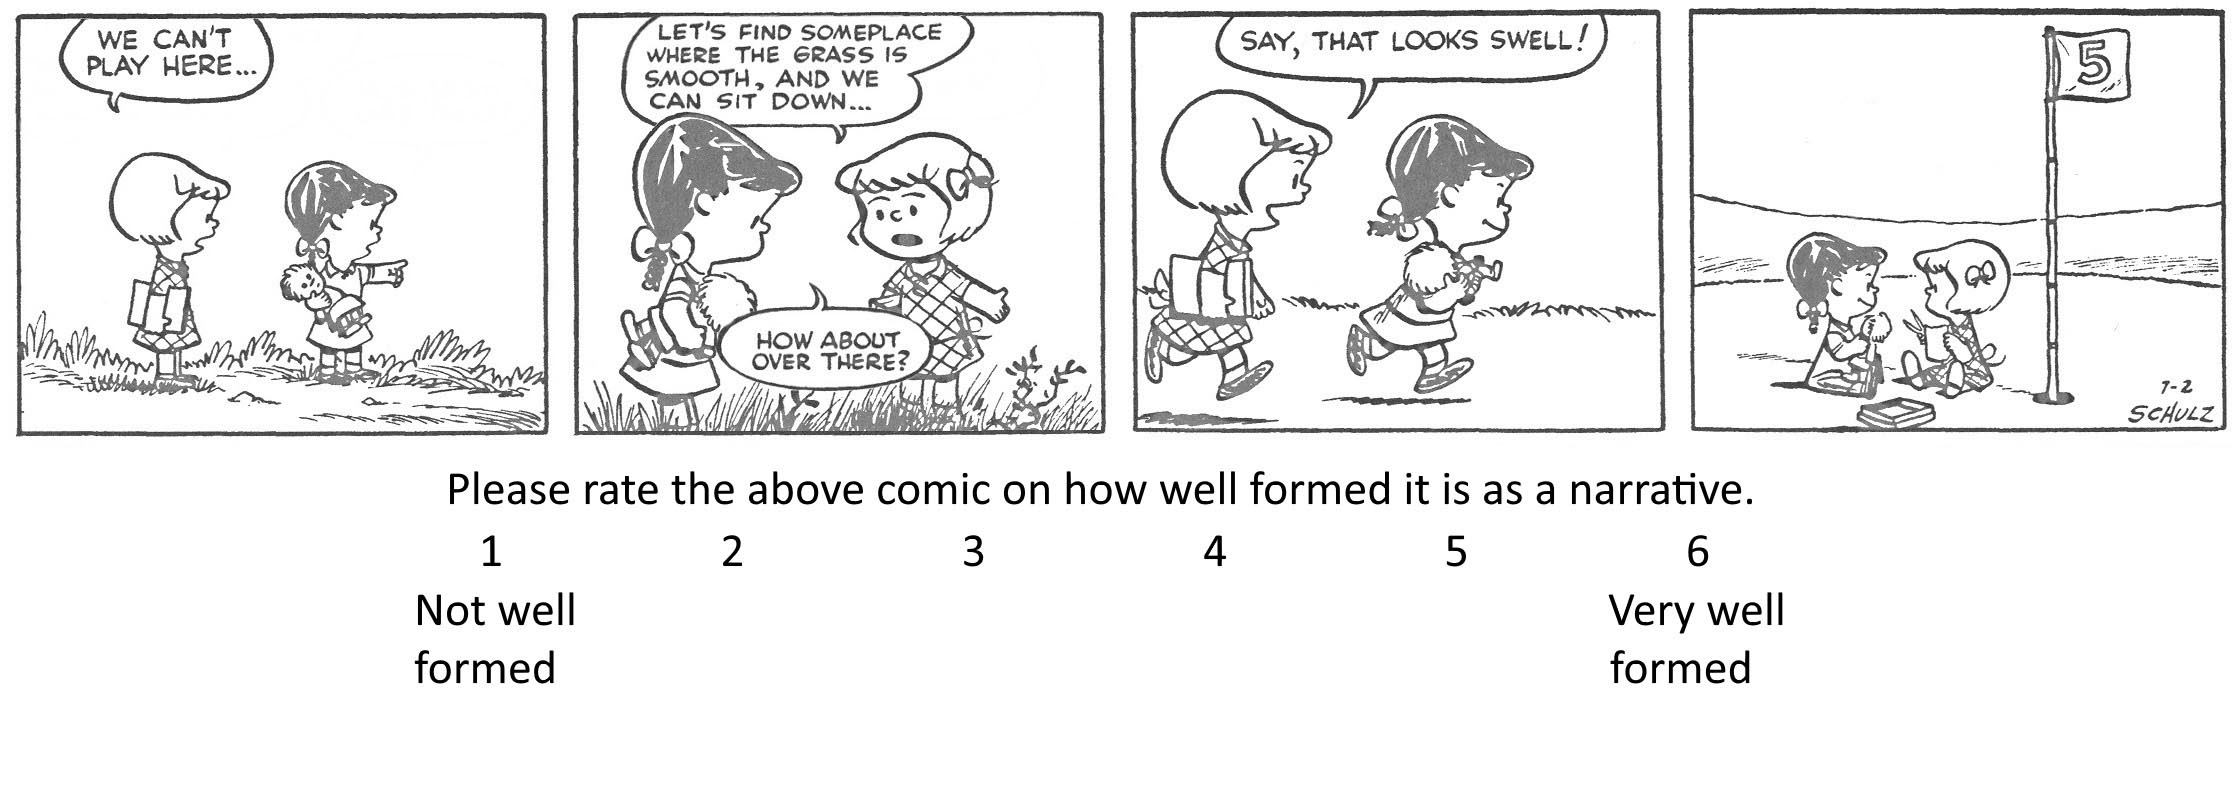 WE CAN'T
PLAY HERE...
LET'S FIND SOMEPLACE
WHERE THE GRASS IS
SMOOTH, AND WE
CAN SIT DOWN...
HOW ABOUT
OVER THERE?
SAY, THAT LOOKS SWELL!
5
7-2
SCHULZ
Please rate the above comic on how well formed it is as a narrative.
1 2 3 4 5 6
Not well
formed
Very well
formed